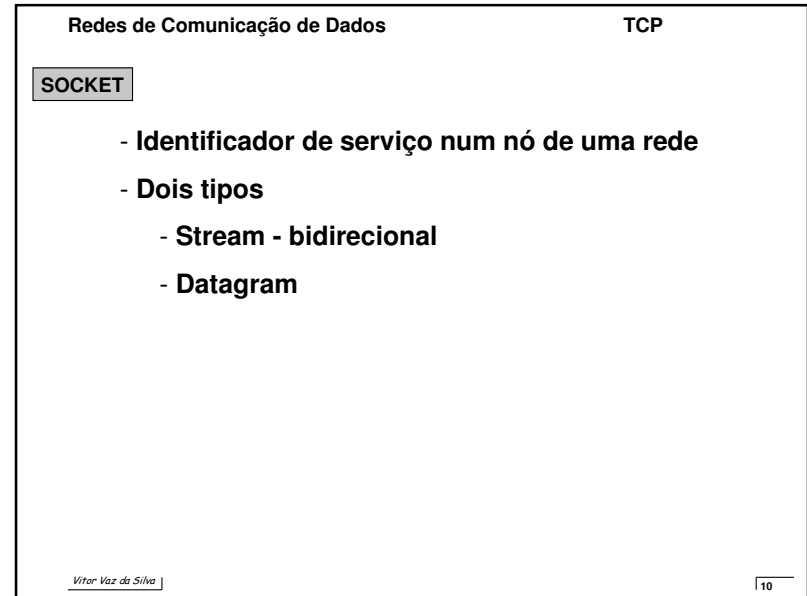 Redes de Comunicação de Dados TCP
SOCKET
- Identificador de serviço num nó de uma rede
- Dois tipos
- Stream - bidirecional
- Datagram
Vitor Vaz da Silva 10